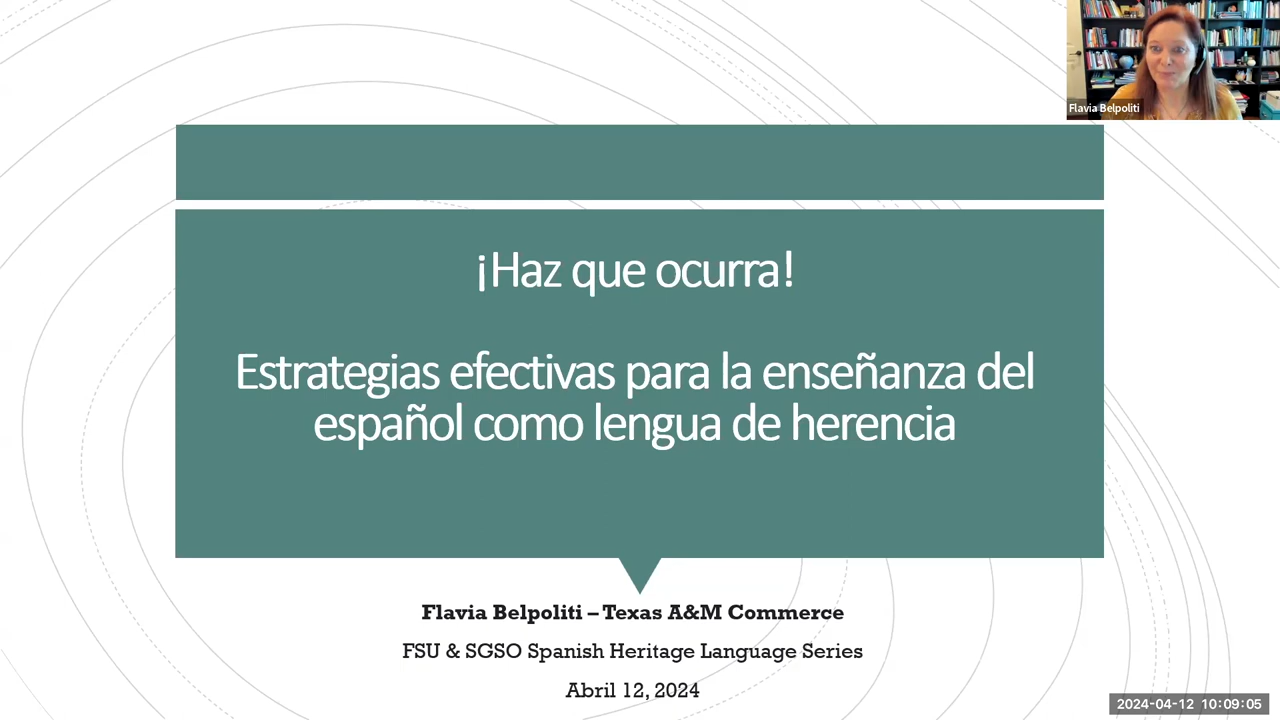 Flavia Belpoliti
¡Haz que ocurra!
Estrategias efectivas para la enseñanza del
español como lengua de herencia
Flavia Belpoliti – Texas A&M Commerce
FSU & SGSO Spanish Heritage Language Series
Abril 12, 2024
2024-04-12 10:09:05